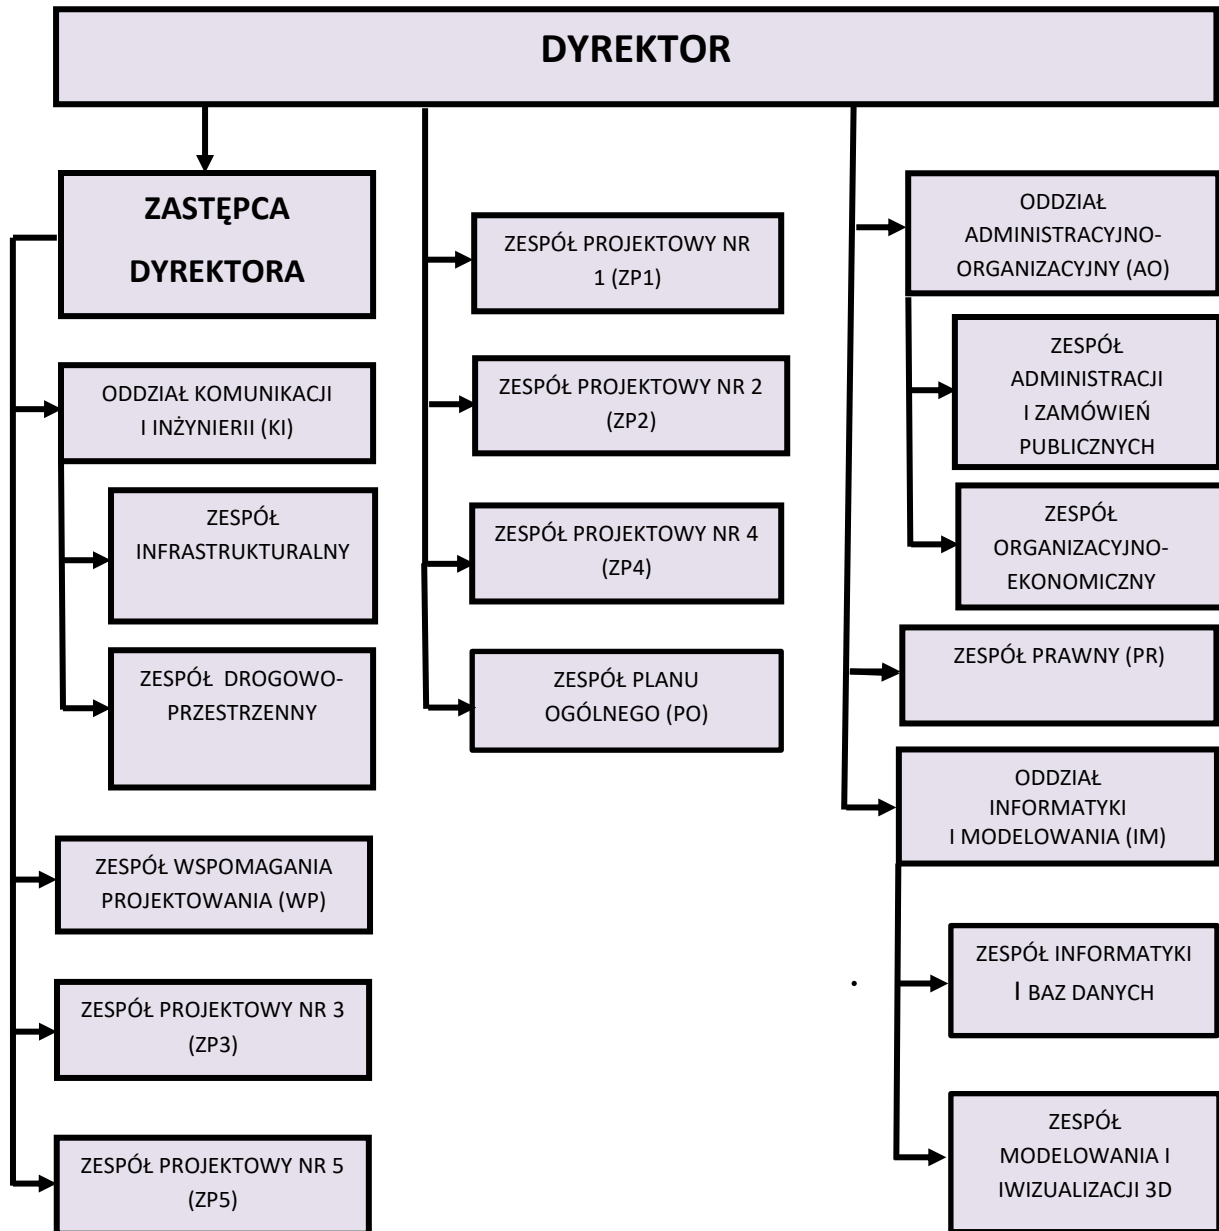 DYREKTOR
ZASTĘPCA
DYREKTORA
ODDZIAŁ KOMUNIKACJI
I INŻYNIERII (KI)
ZESPÓŁ
INFRASTRUKTURALNY
ZESPÓŁ DROGOWO-
PRZESTRZENNY
ZESPÓŁ WSPOMAGANIA
PROJEKTOWANIA (WP)
ZESPÓŁ PROJEKTOWY NR 3
(ZP3)
ZESPÓŁ PROJEKTOWY NR 5
(ZP5)
ZESPÓŁ PROJEKTOWY NR
1 (ZP1)
ZESPÓŁ PROJEKTOWY NR 2
(ZP2)
ZESPÓŁ PROJEKTOWY NR 4
(ZP4)
ZESPÓŁ PLANU
OGÓLNEGO (PO)
ODDZIAŁ
ADMINISTRACYJNO-
ORGANIZACYJNY (AO)
ZESPÓŁ
ADMINISTRACJI
I ZAMÓWIEŃ
PUBLICZNYCH
ZESPÓŁ
ORGANIZACYJNO-
EKONOMICZNY
ZESPÓŁ PRAWNY (PR)
ODDZIAŁ
INFORMATYKI
I MODELOWANIA (IM)
ZESPÓŁ INFORMATYKI
I BAZ DANYCH
ZESPÓŁ
MODELOWANIA I
IWIZUALIZACJI 3D